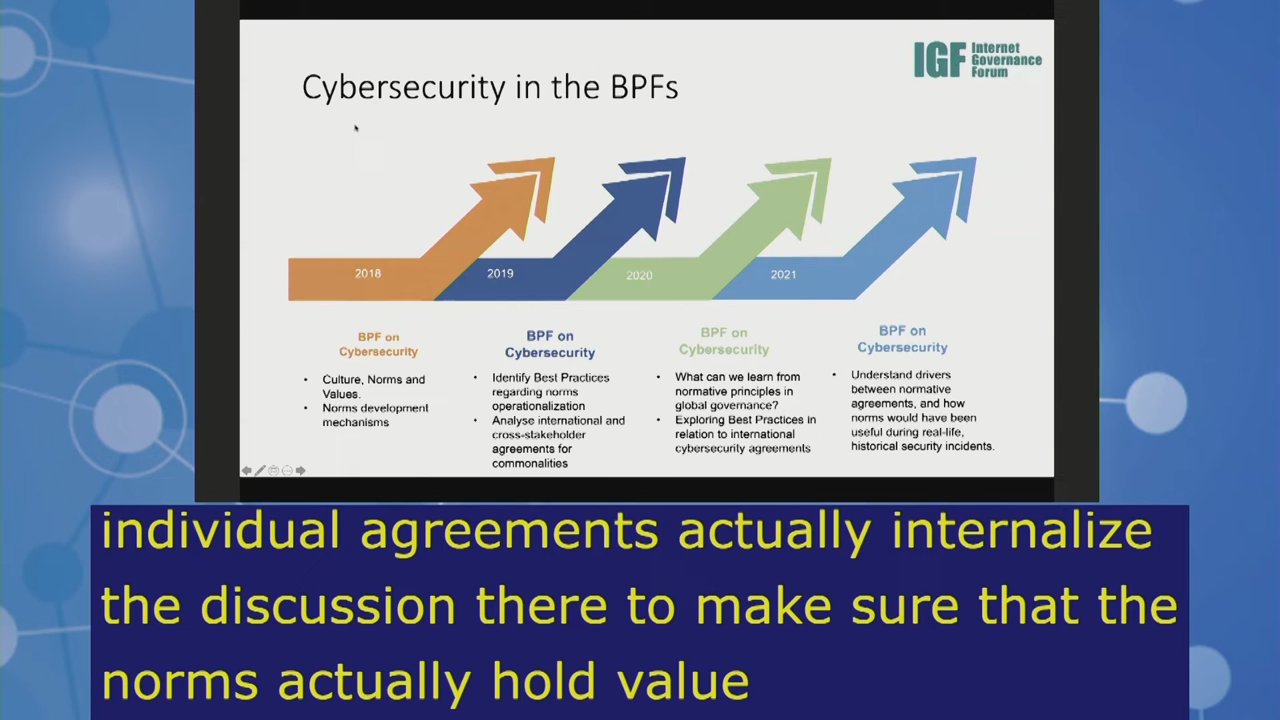 IGF Internet
Governance
Forum
Cybersecurity in the BPFs
2018
2019
2020
2021
BPF on
Cybersecurity
• Culture, Norms and
Values.
• Norms development
mechanisms
BPF on
Cybersecurity
• Identify Best Practices
regarding norms
operationalization
• Analyse international and
cross-stakeholder
agreements for
commonalities
BPF on
Cybersecurity
• What can we learn from
normative principles in
global governance?
• Exploring Best Practices in
relation to international
cybersecurity agreements
BPF on
Cybersecurity
• Understand drivers
between normative
agreements, and how
norms would have been
useful during real-life,
historical security incidents.
individual agreements actually internalize
the discussion there to make sure that the
norms actually hold value